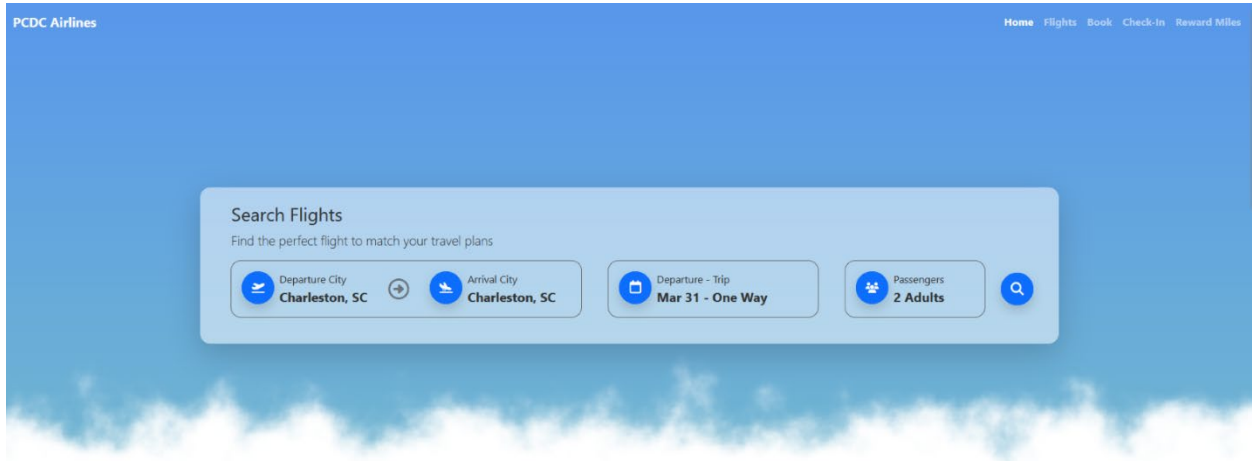 PCDC Airlines
Home Flights Book Check-In Reward Miles
Search Flights
Find the perfect flight to match your travel plans
Departure City
Charleston, SC
Arrival City
Charleston, SC
Departure - Trip
Mar 31 - One Way
Passengers
2 Adults